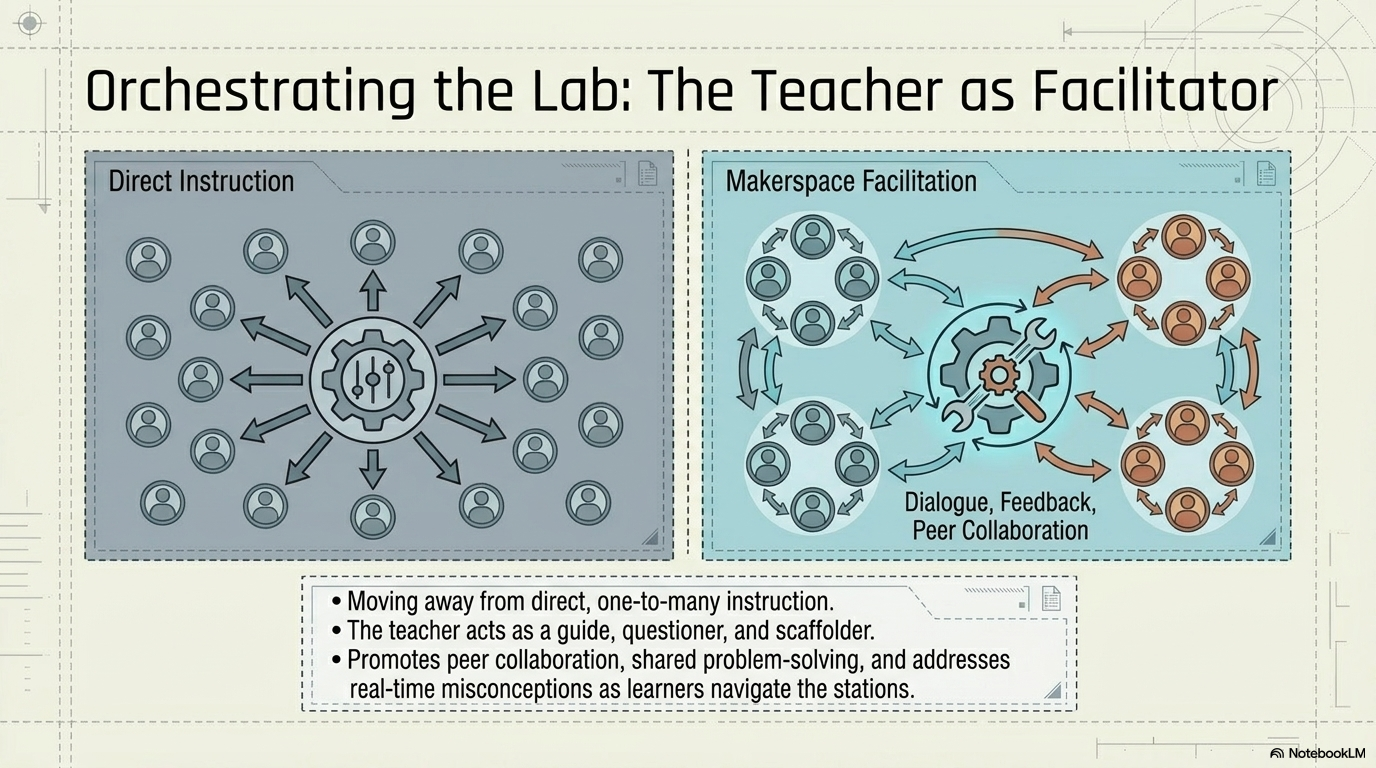 Orchestrating the Lab: The Teacher as Facilitator
Direct Instruction
Makerspace Facilitation
Dialogue, Feedback,
Peer Collaboration
• Moving away from direct, one-to-many instruction.
• The teacher acts as a guide, questioner, and scaffolder.
• Promotes peer collaboration, shared problem-solving, and addresses
real-time misconceptions as learners navigate the stations.
NotebookLM